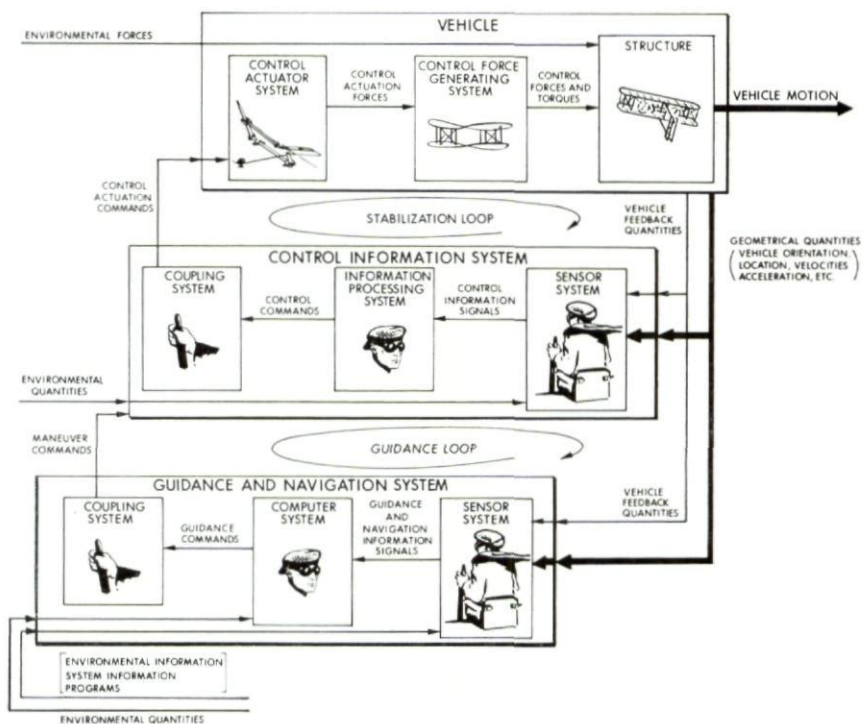 VEHICLE
ENVIRONMENTAL FORCES
CONTROL
ACTUATOR
SYSTEM
CONTROL
ACTUATION
FORCES
CONTROL FORCE
GENERATING
SYSTEM
CONTROL
FORCES AND
TORQUES
STRUCTURE
VEHICLE MOTION
CONTROL
ACTUATION
COMMANDS
STABILIZATION LOOP
VEHICLE
FEEDBACK
QUANTITIES
GEOMETRICAL QUANTITIES
( VEHICLE ORIENTATION, )
LOCATION, VELOCITIES
ACCELERATION, ETC.
CONTROL INFORMATION SYSTEM
COUPLING
SYSTEM
CONTROL
COMMANDS
INFORMATION
PROCESSING
SYSTEM
CONTROL
INFORMATION
SIGNALS
SENSOR
SYSTEM
ENVIRONMENTAL
QUANTITIES
MANEUVER
COMMANDS
GUIDANCE LOOP
GUIDANCE AND NAVIGATION SYSTEM
COUPLING
SYSTEM
GUIDANCE
COMMANDS
COMPUTER
SYSTEM
GUIDANCE
AND
NAVIGATION
INFORMATION
SIGNALS
SENSOR
SYSTEM
VEHICLE
FEEDBACK
QUANTITIES
[ENVIRONMENTAL INFORMATION
SYSTEM INFORMATION
PROGRAMS]
ENVIRONMENTAL QUANTITIES